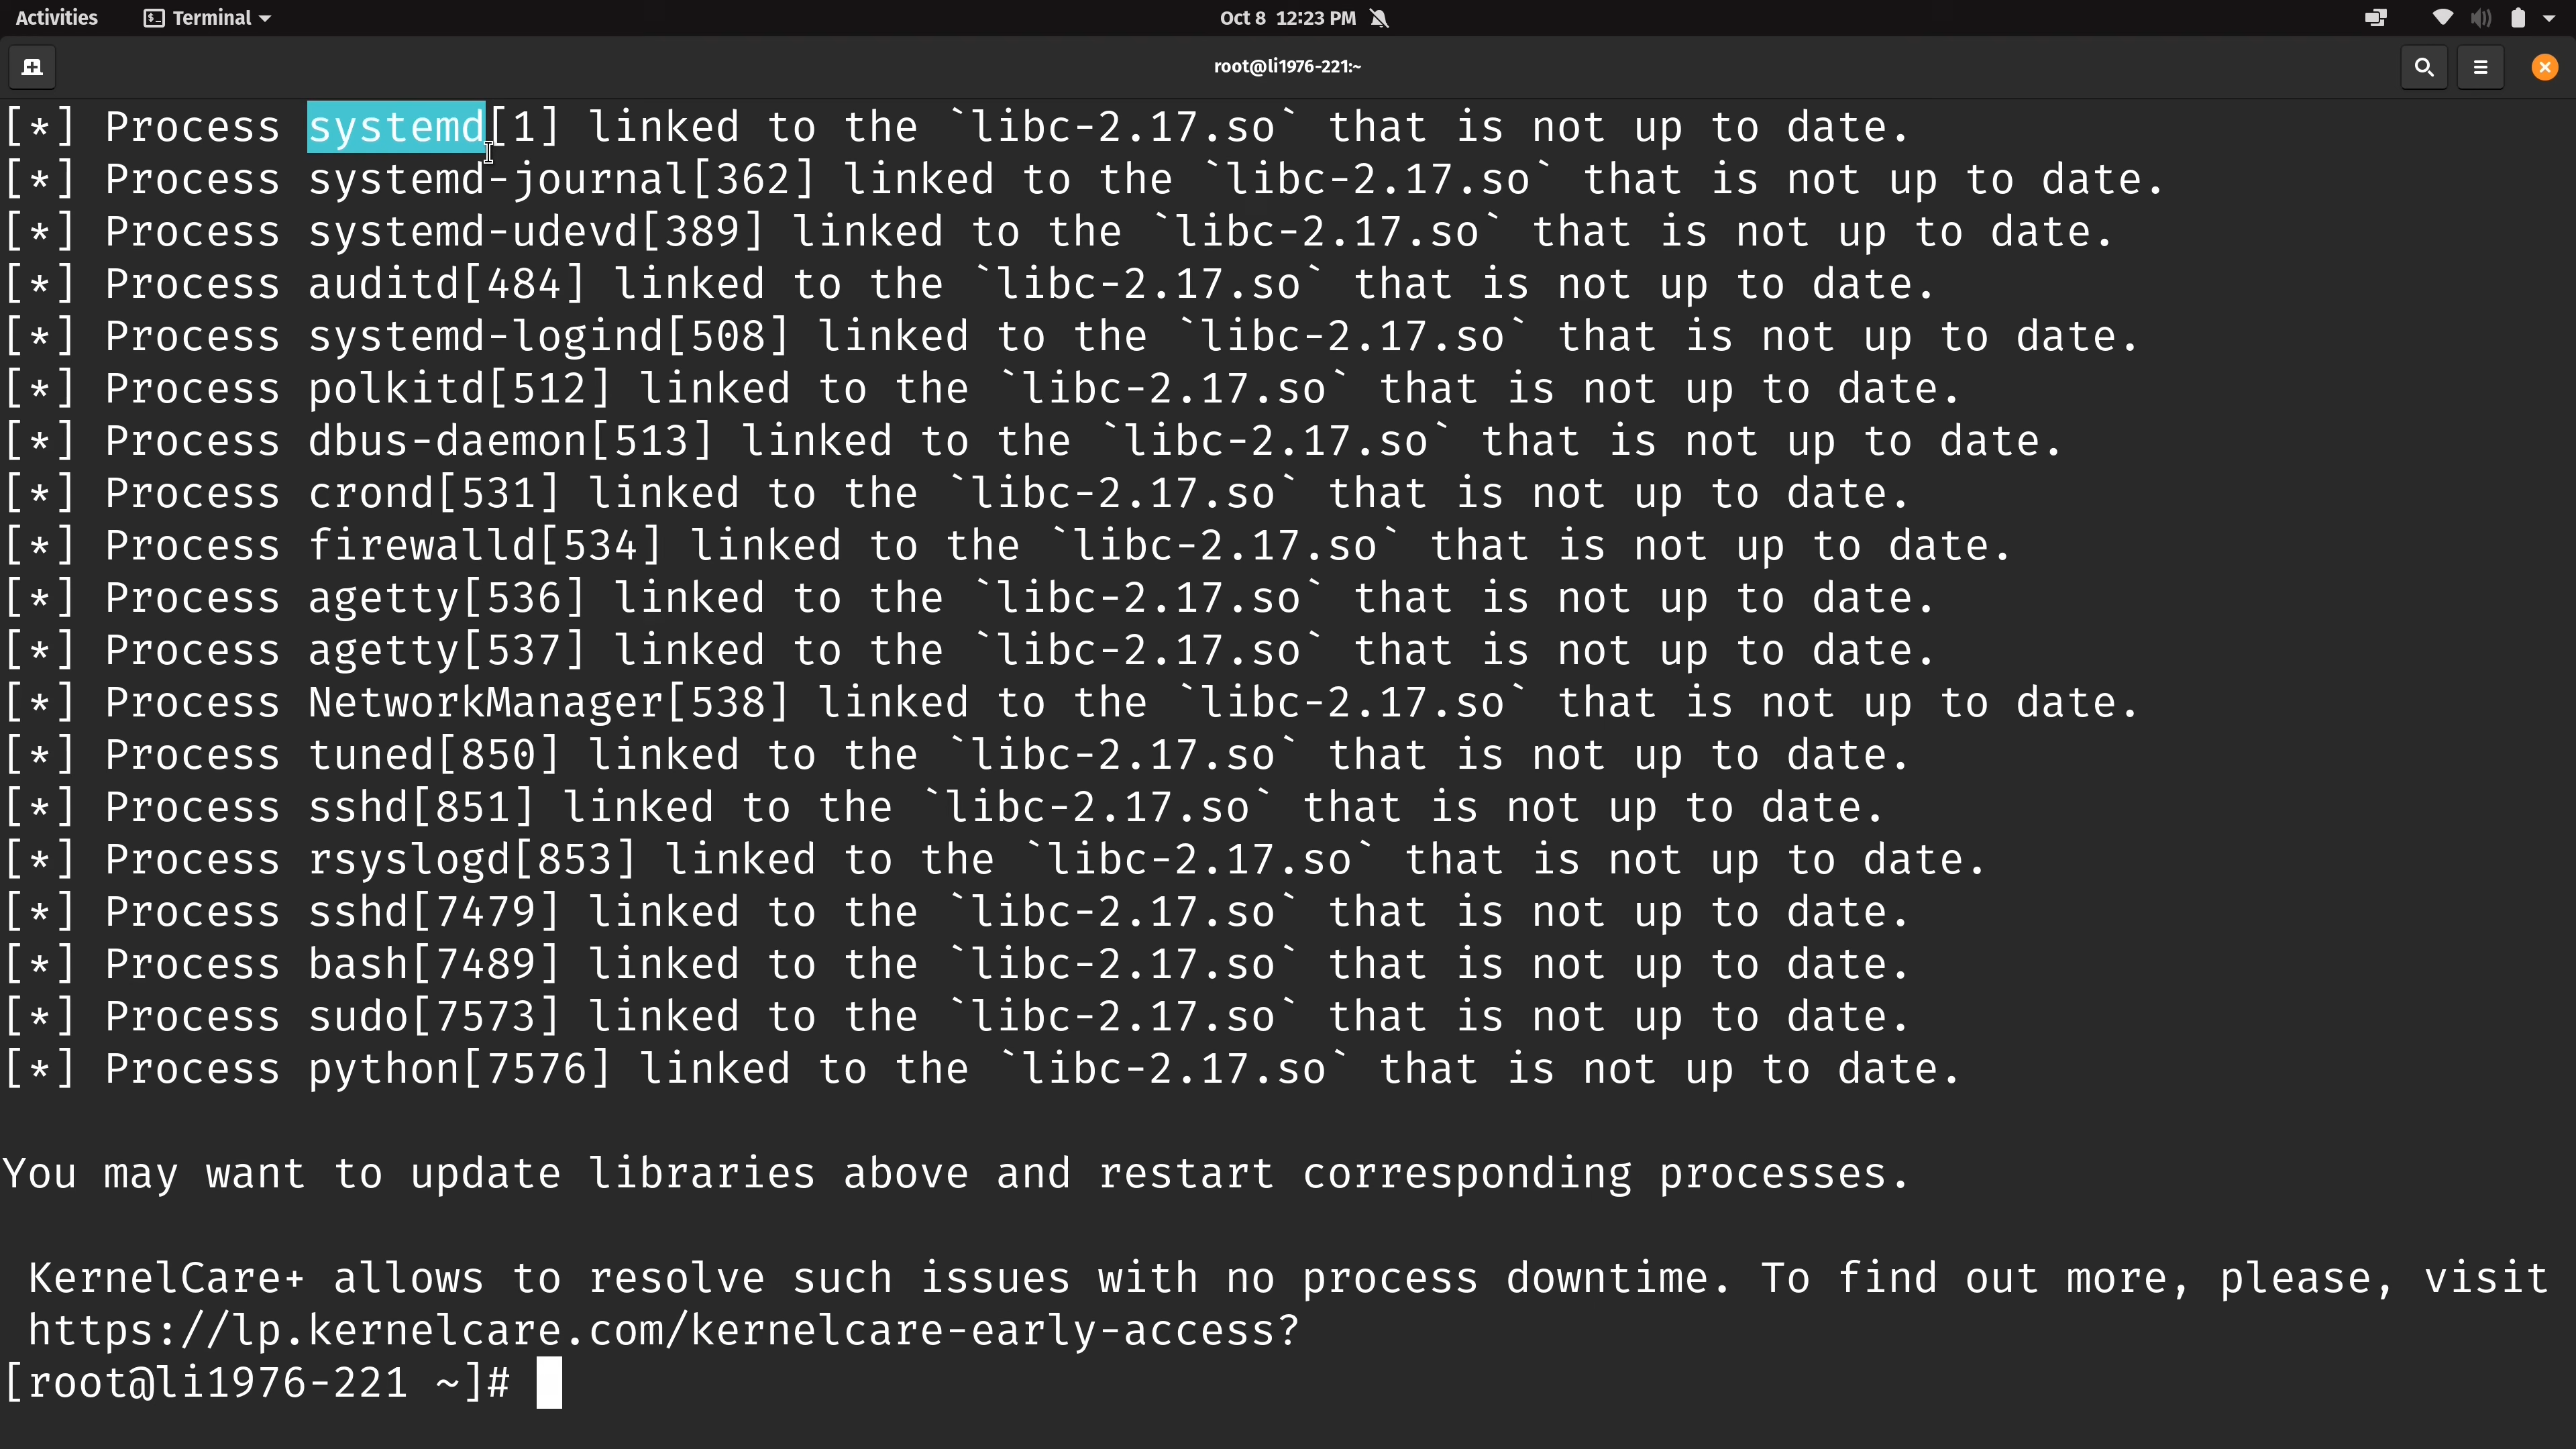 Activities Terminal Oct 8 12:23 PM
root@li1976-221:~
[*] Process systemd[1] linked to the `libc-2.17.so` that is not up to date.
[*] Process systemd-journal[362] linked to the `libc-2.17.so` that is not up to date.
[*] Process systemd-udevd[389] linked to the `libc-2.17.so` that is not up to date.
[*] Process auditd[484] linked to the `libc-2.17.so` that is not up to date.
[*] Process systemd-logind[508] linked to the `libc-2.17.so` that is not up to date.
[*] Process polkitd[512] linked to the `libc-2.17.so` that is not up to date.
[*] Process dbus-daemon[513] linked to the `libc-2.17.so` that is not up to date.
[*] Process crond[531] linked to the `libc-2.17.so` that is not up to date.
[*] Process firewalld[534] linked to the `libc-2.17.so` that is not up to date.
[*] Process agetty[536] linked to the `libc-2.17.so` that is not up to date.
[*] Process agetty[537] linked to the `libc-2.17.so` that is not up to date.
[*] Process NetworkManager[538] linked to the `libc-2.17.so` that is not up to date.
[*] Process tuned[850] linked to the `libc-2.17.so` that is not up to date.
[*] Process sshd[851] linked to the `libc-2.17.so` that is not up to date.
[*] Process rsyslogd[853] linked to the `libc-2.17.so` that is not up to date.
[*] Process sshd[7479] linked to the `libc-2.17.so` that is not up to date.
[*] Process bash[7489] linked to the `libc-2.17.so` that is not up to date.
[*] Process sudo[7573] linked to the `libc-2.17.so` that is not up to date.
[*] Process python[7576] linked to the `libc-2.17.so` that is not up to date.
You may want to update libraries above and restart corresponding processes.
KernelCare+ allows to resolve such issues with no process downtime. To find out more, please, visit
https://lp.kernelcare.com/kernelcare-early-access?
[root@li1976-221 ~]#